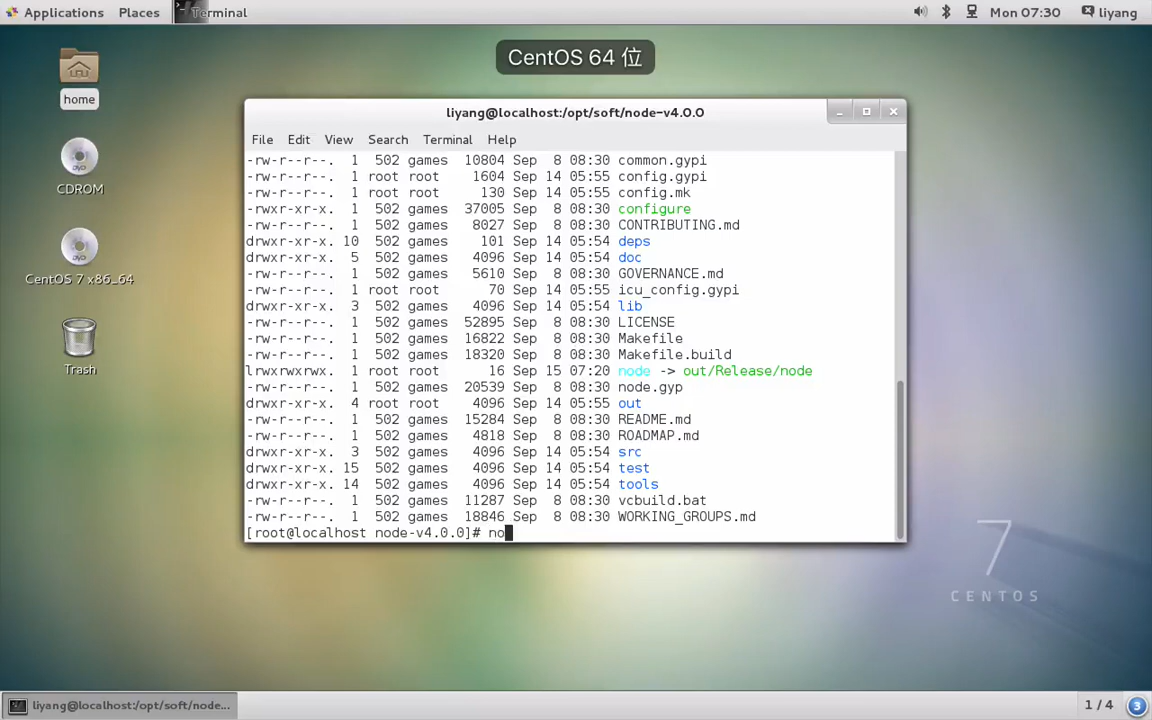 Applications Places Terminal Mon 07:30 liyang
CentOS 64 位
home
CDROM
CentOS 7 x86_64
Trash
liyang@localhost:/opt/soft/node-v4.0.0
File Edit View Search Terminal Help
-rw-r--r--. 1 502 games 10804 Sep 8 08:30 common.gypi
-rw-r--r--. 1 root root 1604 Sep 14 05:55 config.gypi
-rw-r--r--. 1 root root 130 Sep 14 05:55 config.mk
-rwxr-xr-x. 1 502 games 37005 Sep 8 08:30 configure
-rw-r--r--. 1 502 games 8027 Sep 8 08:30 CONTRIBUTING.md
drwxr-xr-x. 10 502 games 101 Sep 14 05:54 deps
drwxr-xr-x. 5 502 games 4096 Sep 14 05:54 doc
-rw-r--r--. 1 502 games 5610 Sep 8 08:30 GOVERNANCE.md
-rw-r--r--. 1 root root 70 Sep 14 05:55 icu_config.gypi
drwxr-xr-x. 3 502 games 4096 Sep 14 05:54 lib
-rw-r--r--. 1 502 games 52895 Sep 8 08:30 LICENSE
-rw-r--r--. 1 502 games 16822 Sep 8 08:30 Makefile
-rw-r--r--. 1 502 games 18320 Sep 8 08:30 Makefile.build
lrwxrwxrwx. 1 root root 16 Sep 15 07:20 node -> out/Release/node
-rw-r--r--. 1 502 games 20539 Sep 8 08:30 node.gyp
drwxr-xr-x. 4 root root 4096 Sep 14 05:55 out
-rw-r--r--. 1 502 games 15284 Sep 8 08:30 README.md
-rw-r--r--. 1 502 games 4818 Sep 8 08:30 ROADMAP.md
drwxr-xr-x. 3 502 games 4096 Sep 14 05:54 src
drwxr-xr-x. 15 502 games 4096 Sep 14 05:54 test
drwxr-xr-x. 14 502 games 4096 Sep 14 05:54 tools
-rw-r--r--. 1 502 games 11287 Sep 8 08:30 vcbuild.bat
-rw-r--r--. 1 502 games 18846 Sep 8 08:30 WORKING_GROUPS.md
[root@localhost node-v4.0.0]# no
7
CENTOS
liyang@localhost:/opt/soft/node... 1 / 4 3